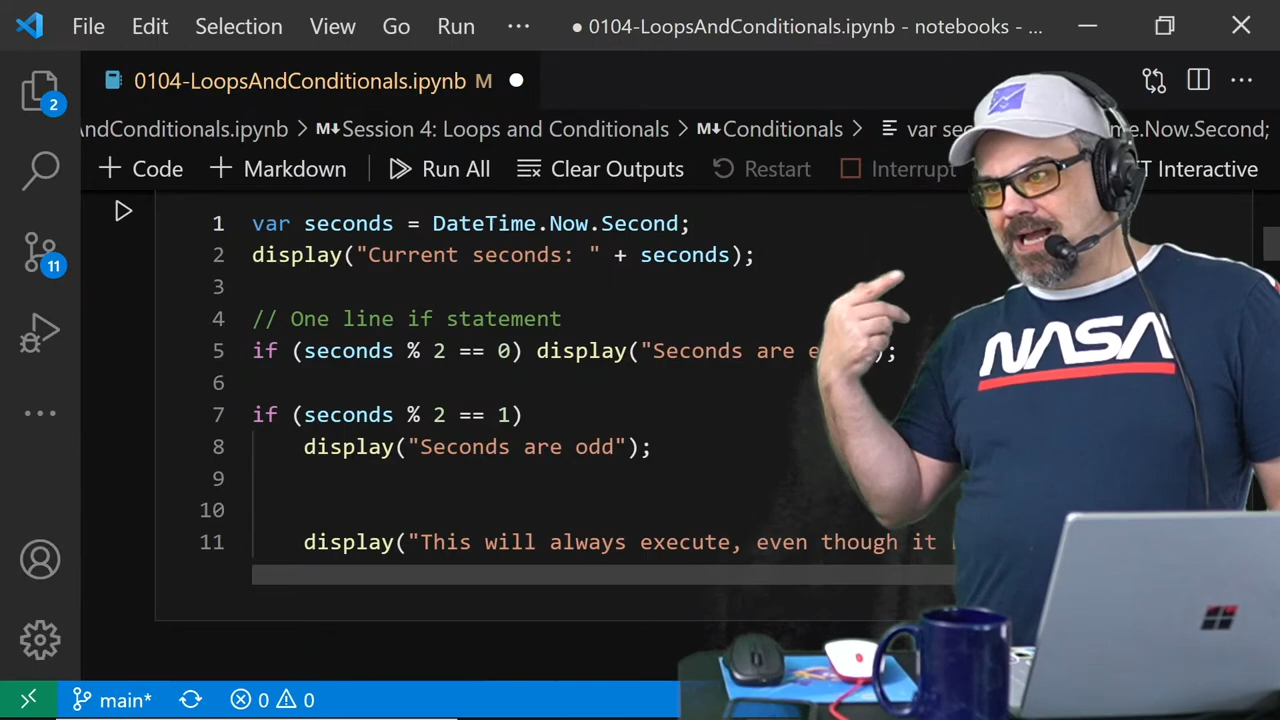 File Edit Selection View Go Run ··· ● 0104-LoopsAndConditionals.ipynb - notebooks - ...
0104-LoopsAndConditionals.ipynb M
AndConditionals.ipynb > Session 4: Loops and Conditionals > Conditionals > var sec me.Now.Second;
+ Code + Markdown Run All Clear Outputs Restart Interrupt T Interactive
2
11
1 var seconds = DateTime.Now.Second;
2 display("Current seconds: " + seconds);
3
4 // One line if statement
5 if (seconds % 2 == 0) display("Seconds are e );
6
7 if (seconds % 2 == 1)
8 display("Seconds are odd");
9
10
11 display("This will always execute, even though it
NASA
main* 0 0